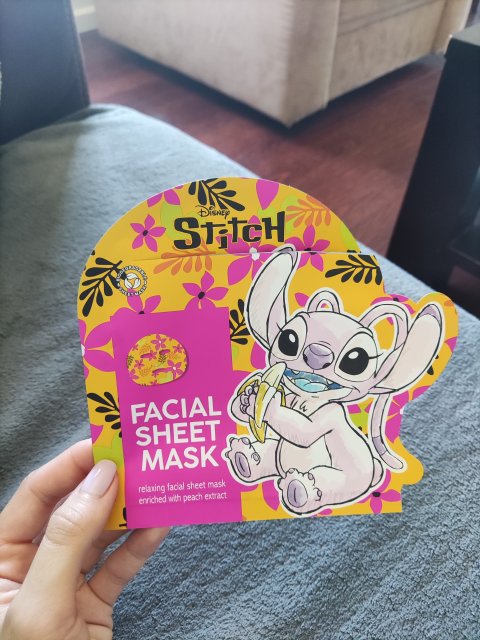 Disney
STitCH
FACIAL
SHEET
MASK
relaxing facial sheet mask
enriched with peach extract